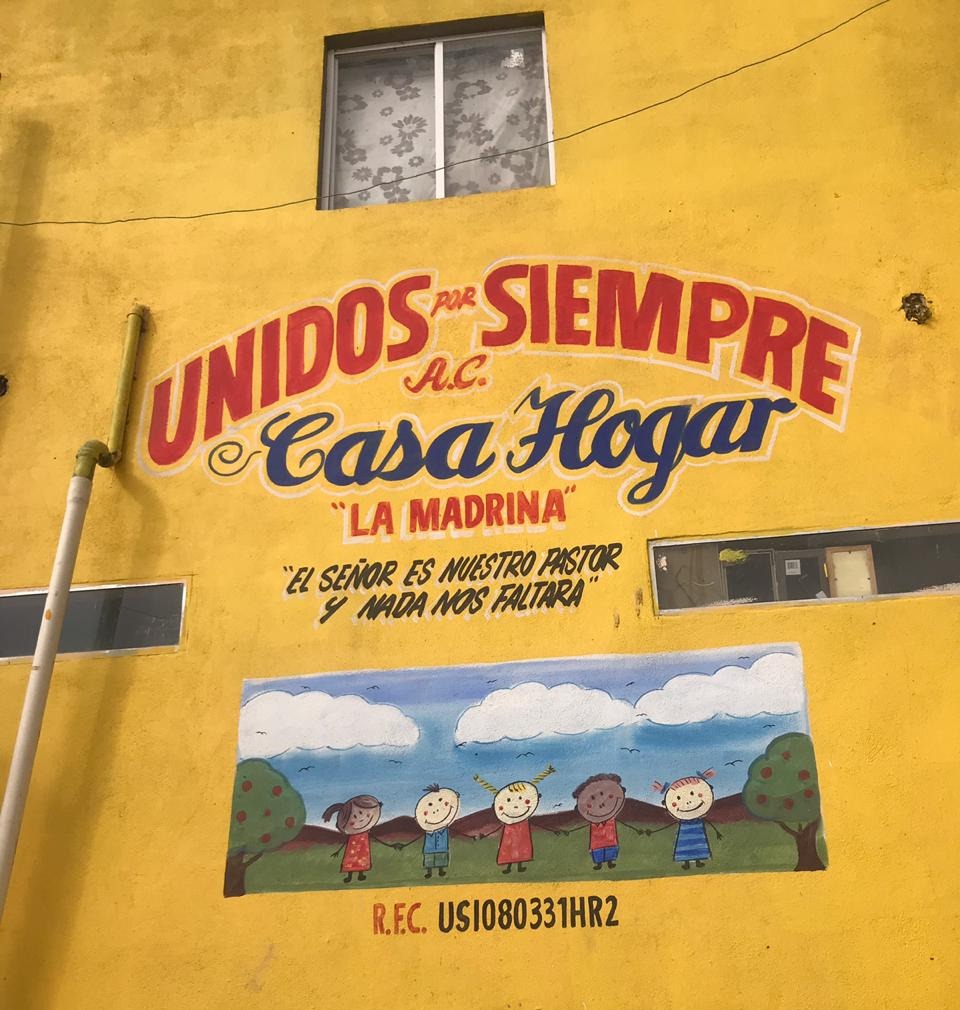 UNIDOS POR SIEMPRE
A.C.
Casa Hogar
"LA MADRINA"
"EL SEÑOR ES NUESTRO PASTOR
Y NADA NOS FALTARA"
R.F.C. USI080331HR2